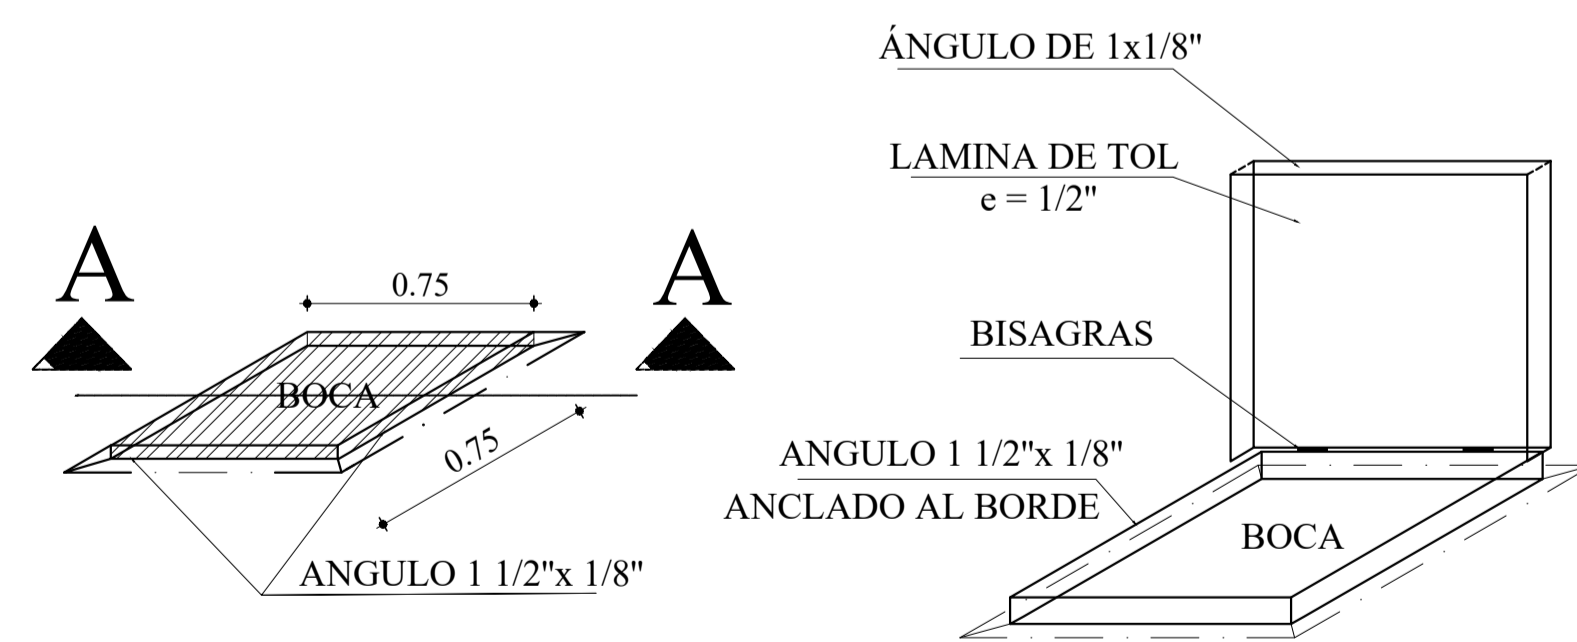 A
A
0.75
BOCA
0.75
ANGULO 1 1/2"x 1/8"
ÁNGULO DE 1x1/8"
LAMINA DE TOL
e = 1/2"
BISAGRAS
ANGULO 1 1/2"x 1/8"
ANCLADO AL BORDE
BOCA